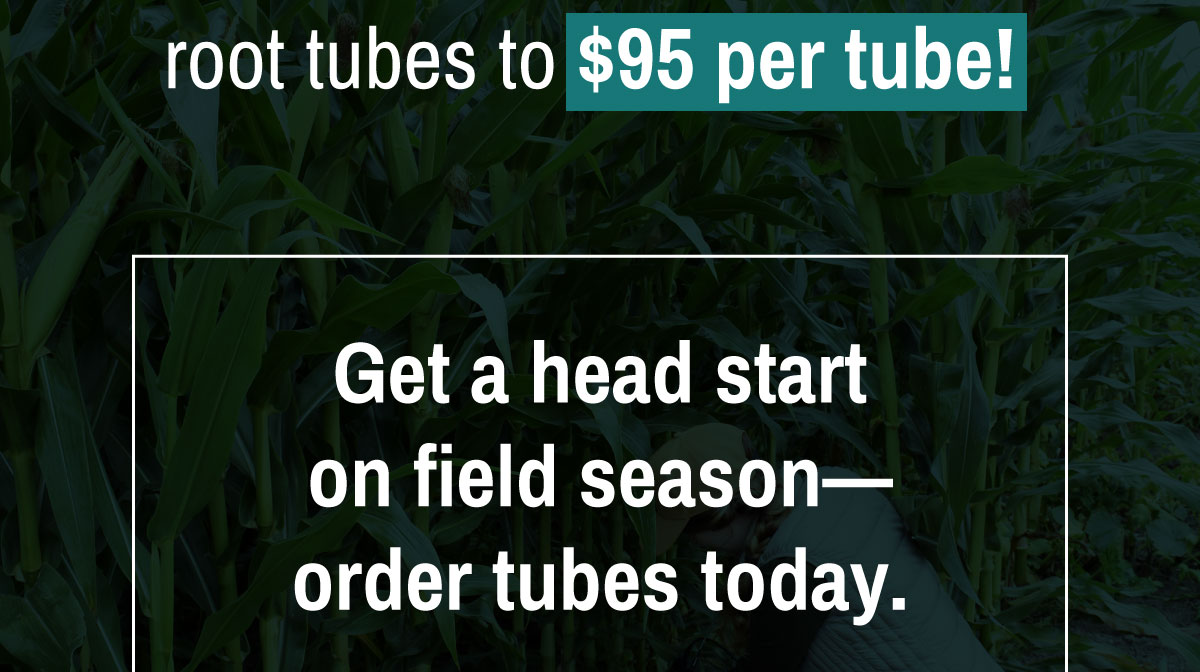 root tubes to $95 per tube!
Get a head start
on field season—
order tubes today.